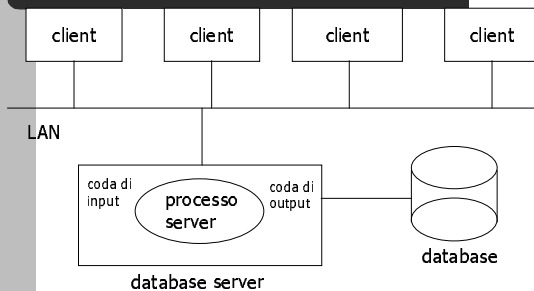 client
client
client
client
LAN
coda di
input
processo
server
coda di
output
database
database server